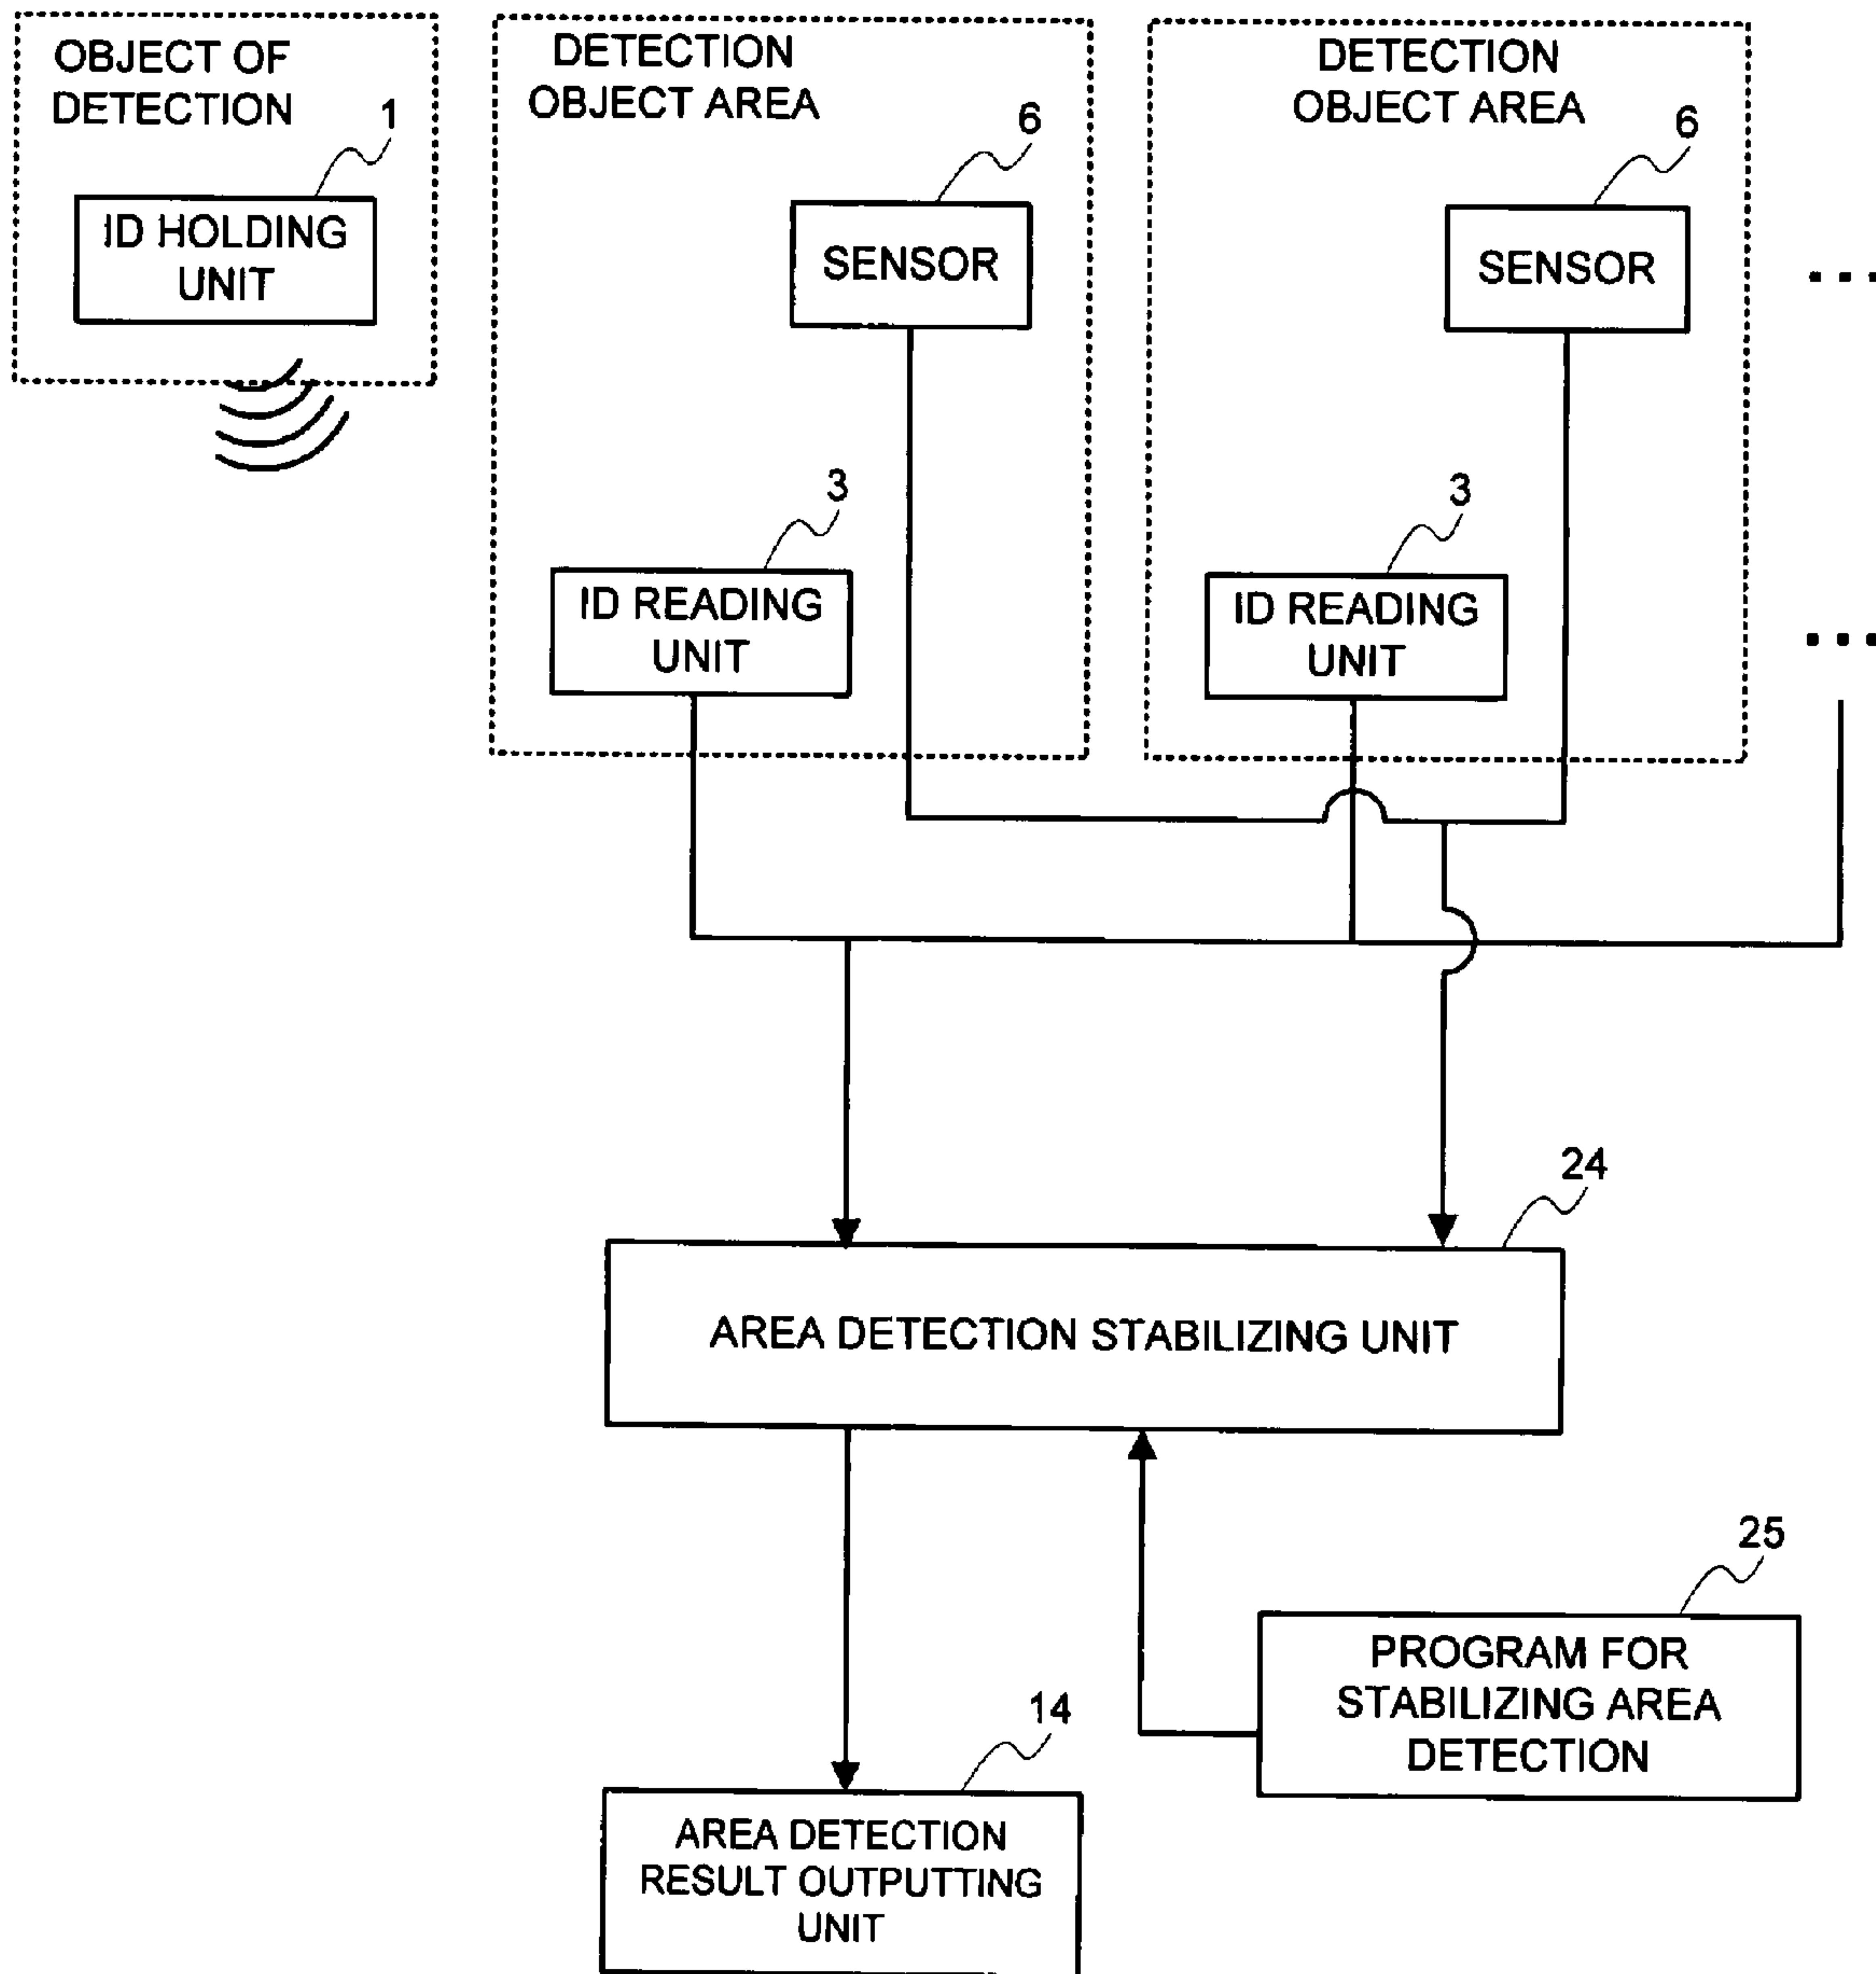 OBJECT OF
DETECTION
1
ID HOLDING
UNIT
DETECTION
OBJECT AREA
6
SENSOR
3
ID READING
UNIT
DETECTION
OBJECT AREA
6
SENSOR
3
ID READING
UNIT
...
...
24
AREA DETECTION STABILIZING UNIT
25
PROGRAM FOR
STABILIZING AREA
DETECTION
14
AREA DETECTION
RESULT OUTPUTTING
UNIT